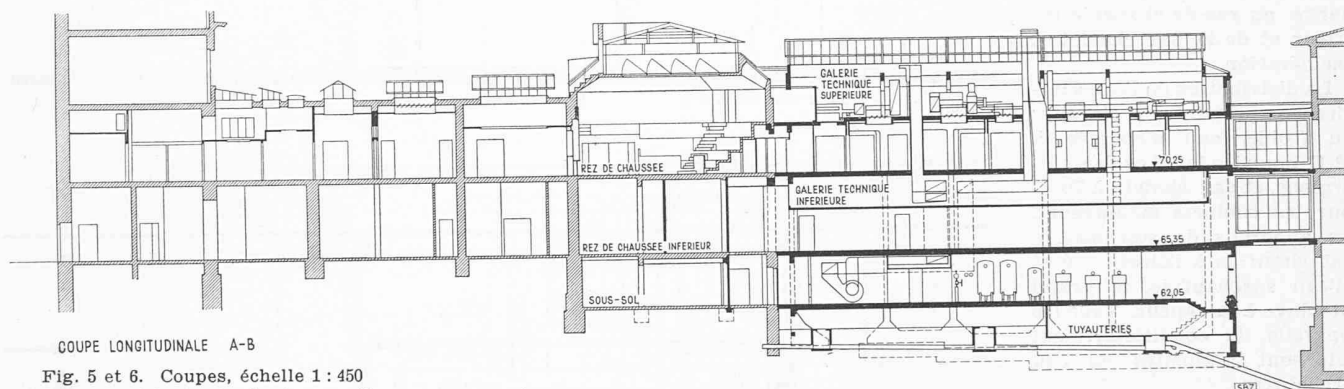 GALERIE
TECHNIQUE
SUPERIEURE
REZ DE CHAUSSEE
70,25
GALERIE TECHNIQUE
INFERIEURE
REZ DE CHAUSSEE INFERIEUR
65,35
SOUS-SOL
62,05
TUYAUTERIES
COUPE LONGITUDINALE A-B
Fig. 5 et 6. Coupes, échelle 1 : 450